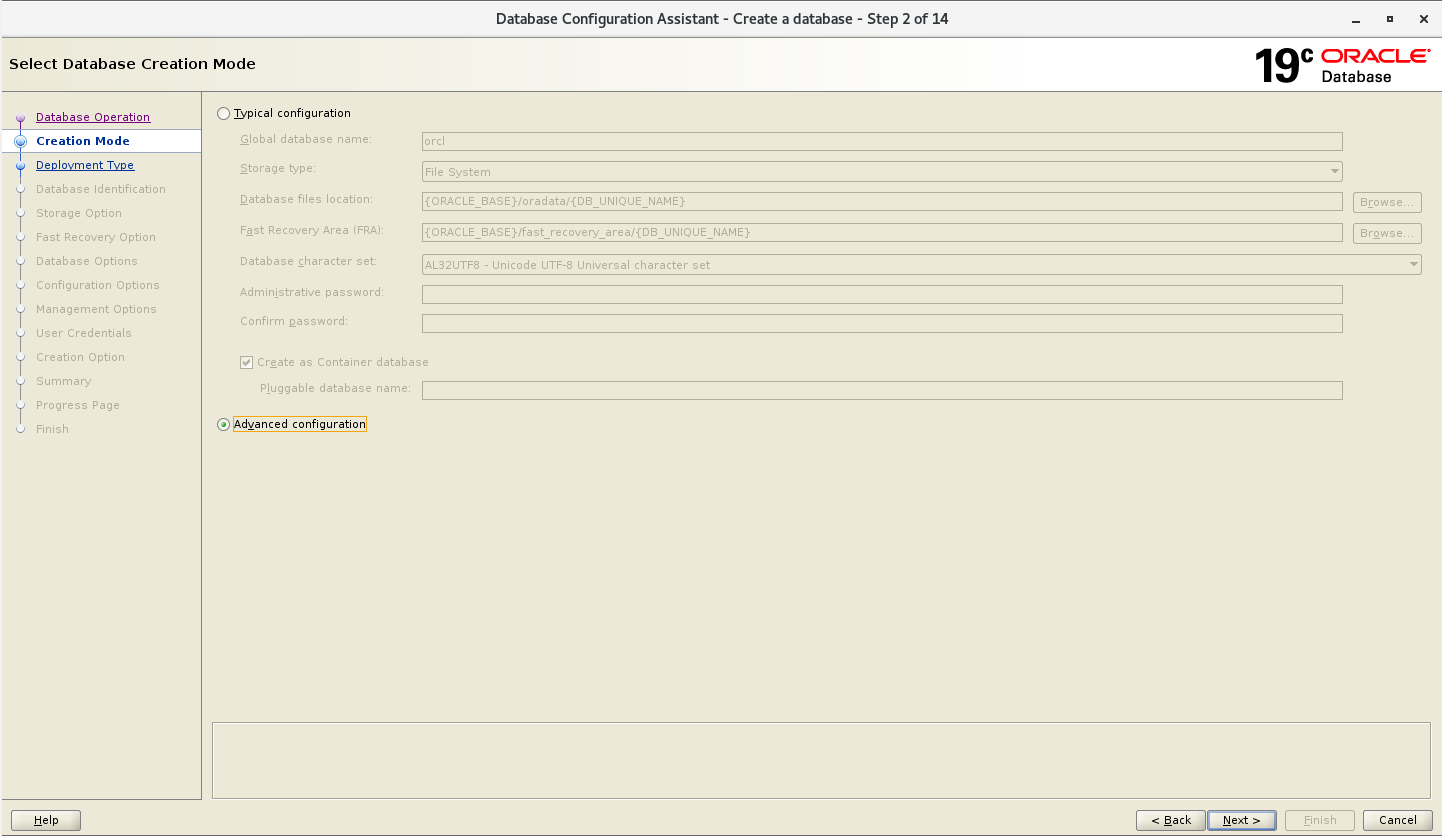 Database Configuration Assistant - Create a database - Step 2 of 14
Select Database Creation Mode
19c ORACLE Database
Database Operation
Creation Mode
Deployment Type
Database Identification
Storage Option
Fast Recovery Option
Database Options
Configuration Options
Management Options
User Credentials
Creation Option
Summary
Progress Page
Finish
Typical configuration
Global database name: orcl
Storage type: File System
Database files location: {ORACLE_BASE}/oradata/{DB_UNIQUE_NAME} Browse...
Fast Recovery Area (FRA): {ORACLE_BASE}/fast_recovery_area/{DB_UNIQUE_NAME} Browse...
Database character set: AL32UTF8 - Unicode UTF-8 Universal character set
Administrative password:
Confirm password:
Create as Container database
Pluggable database name:
Advanced configuration
Help
< Back Next > Finish Cancel